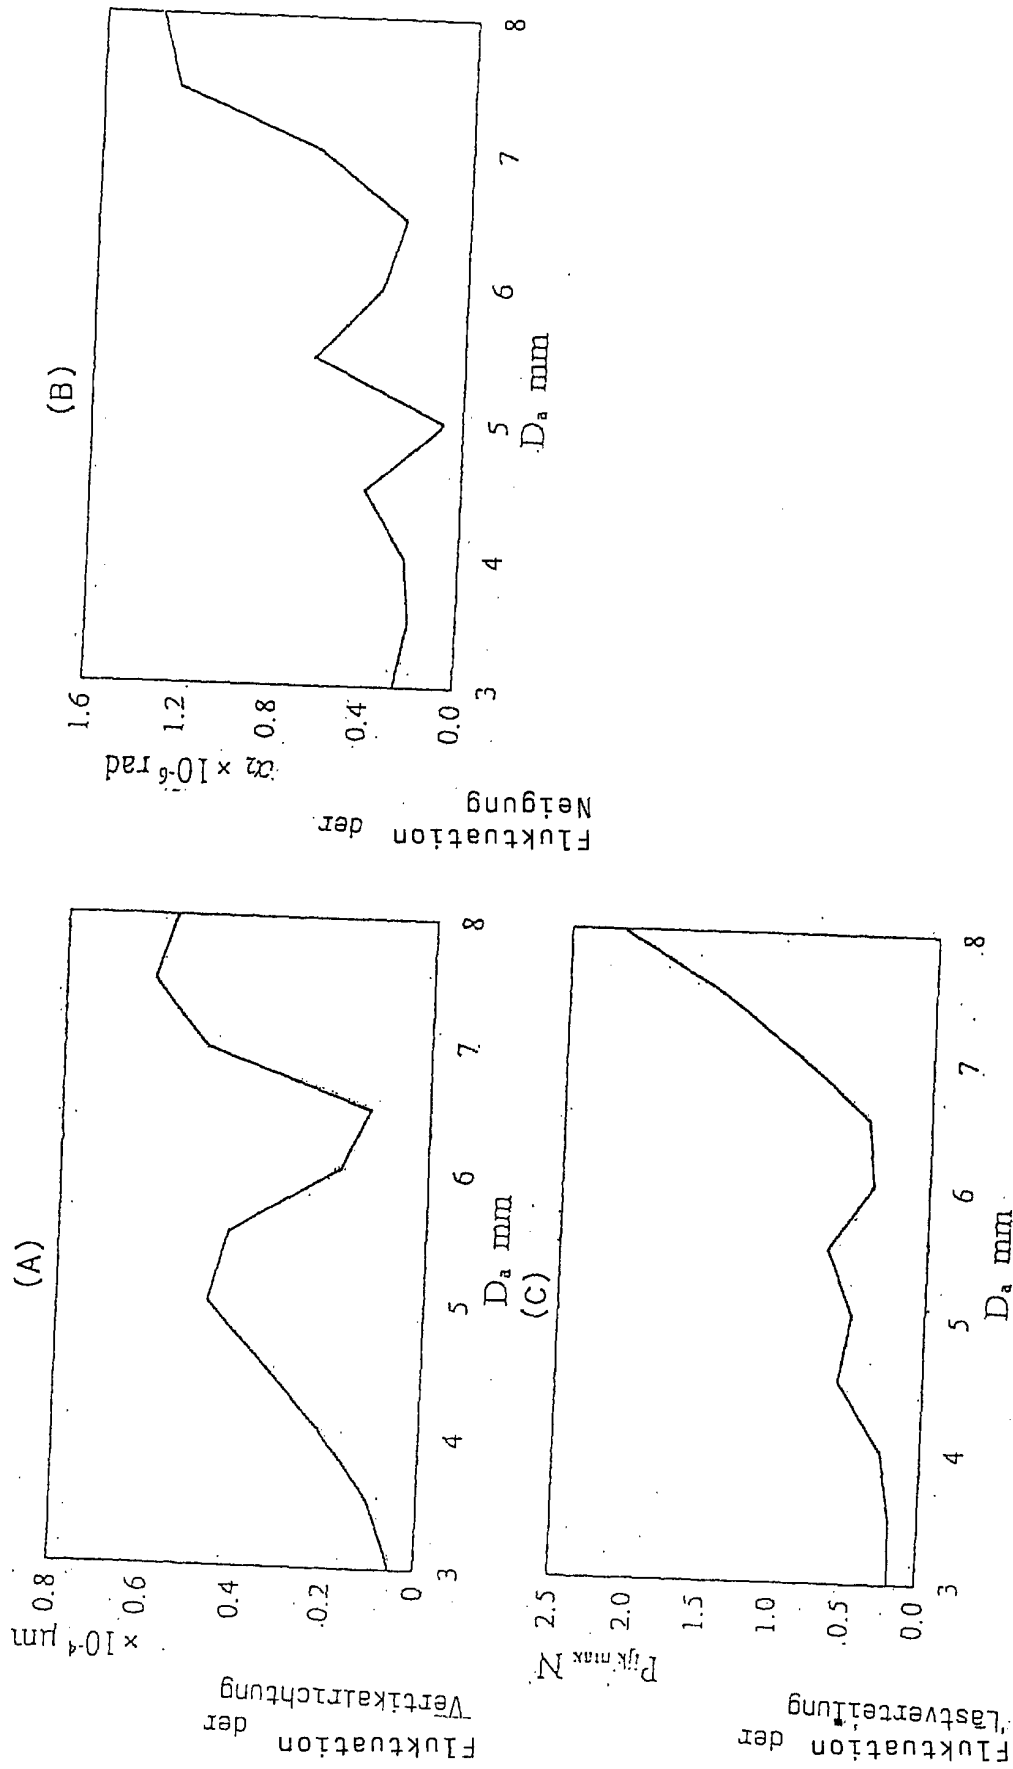 (A)
Fluktuation
der
Vertikalrichtung
× 10⁻⁴ μm
0.8
0.6
0.4
0.2
0
3
4
5
6
7
8
Dₐ mm
(B)
Fluktuation
der
Neigung
α₂ × 10⁻⁶ rad
1.6
1.2
0.8
0.4
0.0
3
4
5
6
7
8
Dₐ mm
(C)
Fluktuation
der
Lastverteilung
Pijk max N
2.5
2.0
1.5
1.0
0.5
0.0
3
4
5
6
7
8
Dₐ mm